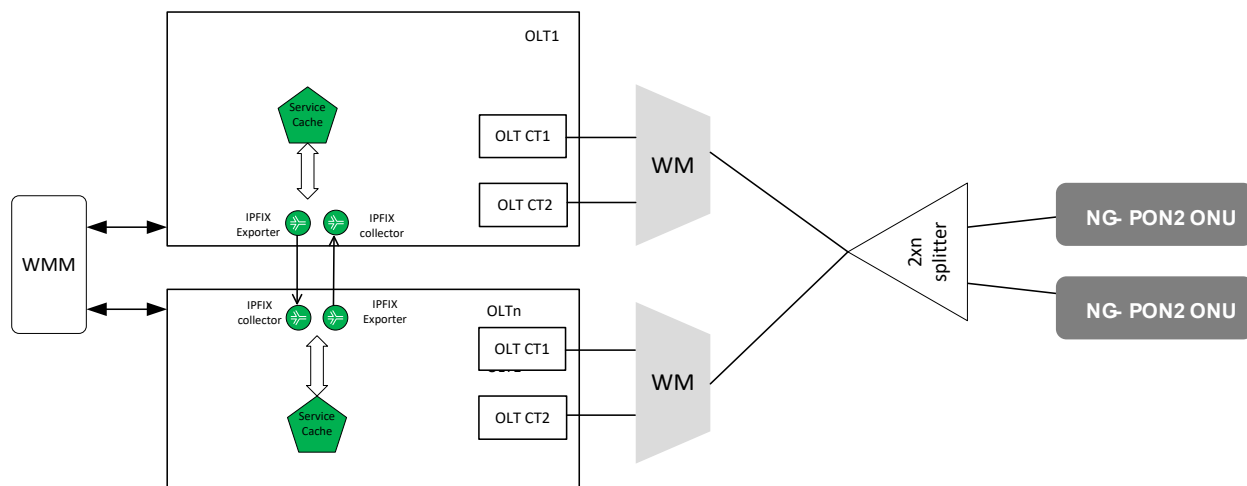 OLT1
Service
Cache
OLT CT1
OLT CT2
WM
IPFIX
Exporter
IPFIX
collector
WMM
2xn
splitter
NG- PON2 ONU
NG- PON2 ONU
IPFIX
collector
IPFIX
Exporter
OLTn
OLT CT1
OLT CT2
WM
Service
Cache